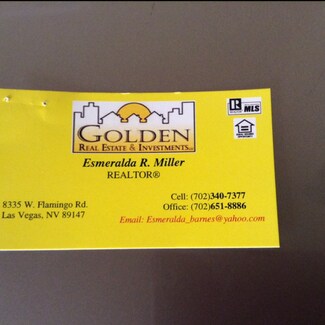 GOLDEN
REAL ESTATE & INVESTMENTS
R MLS
Esmeralda R. Miller
REALTOR®
8335 W. Flamingo Rd.
Las Vegas, NV 89147
Cell: (702)340-7377
Office: (702)651-8886
Email: Esmeralda_barnes@yahoo.com